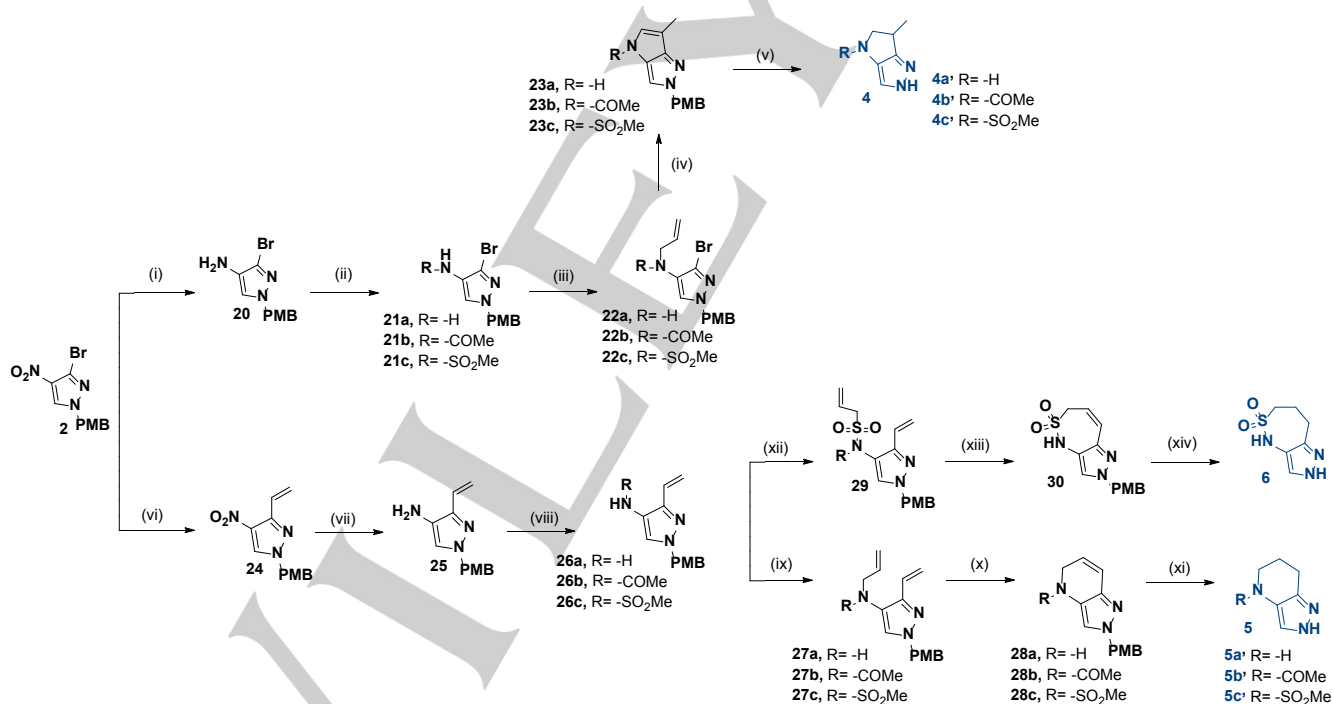 R N
N
N
PMB
23a, R= -H
23b, R= -COMe
23c, R= -SO2Me
(v)
R N
N
NH
4
4a' R= -H
4b' R= -COMe
4c' R= -SO2Me
(iv)
(i)
H2N
Br
N
N
20
PMB
(ii)
H
R N
Br
N
N
PMB
21a, R= -H
21b, R= -COMe
21c, R= -SO2Me
(iii)
R N
Br
N
N
PMB
22a, R= -H
22b, R= -COMe
22c, R= -SO2Me
O2N
Br
N
N
2
PMB
(vi)
O2N
N
N
24
PMB
(vii)
H2N
N
N
25
PMB
(viii)
R
HN
N
N
PMB
26a, R= -H
26b, R= -COMe
26c, R= -SO2Me
(xii)
O=S=O
R N
N
N
29
PMB
(xiii)
O
O S
HN
N
N
30
PMB
(xiv)
O
O S
HN
N
NH
6
(ix)
R N
N
N
PMB
27a, R= -H
27b, R= -COMe
27c, R= -SO2Me
(x)
R N
N
N
PMB
28a, R= -H
28b, R= -COMe
28c, R= -SO2Me
(xi)
R N
N
NH
5
5a' R= -H
5b' R= -COMe
5c' R= -SO2Me
WILEY